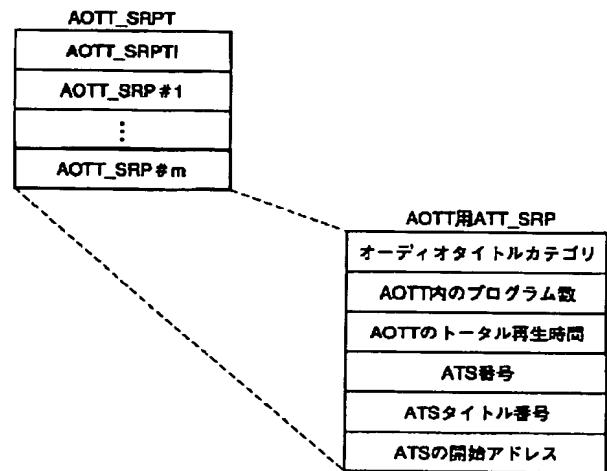 AOTT_SRPT
AOTT_SRPTI
AOTT_SRP#1
⋮
AOTT_SRP#m
AOTT用ATT_SRP
オーディオタイトルカテゴリ
AOTT内のプログラム数
AOTTのトータル再生時間
ATS番号
ATSタイトル番号
ATSの開始アドレス